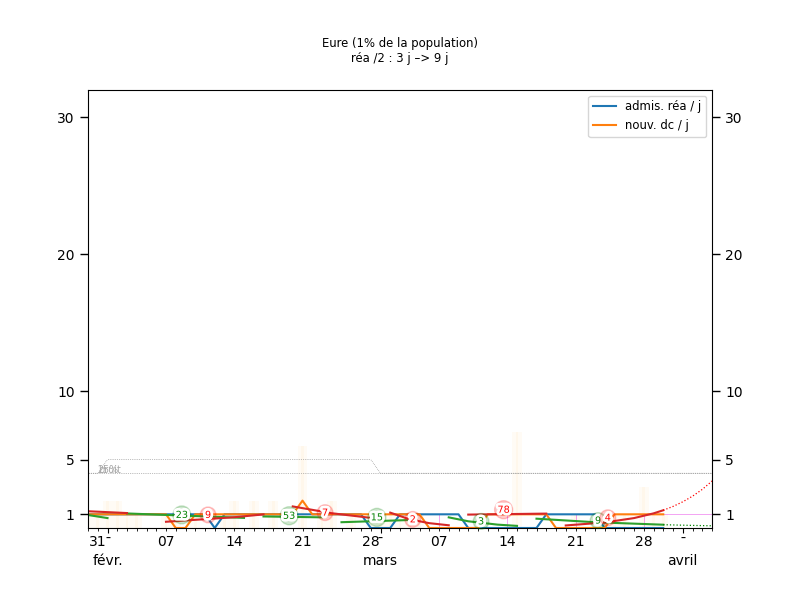 Eure (1% de la population)
réa /2 : 3 j –> 9 j
admis. réa / j
nouv. dc / j
30 30
20 20
10 10
5 5
1 1
23 9 53 7 -15 2 3 78 9 4
31 07 14 21 28 07 14 21 28
févr. mars avril